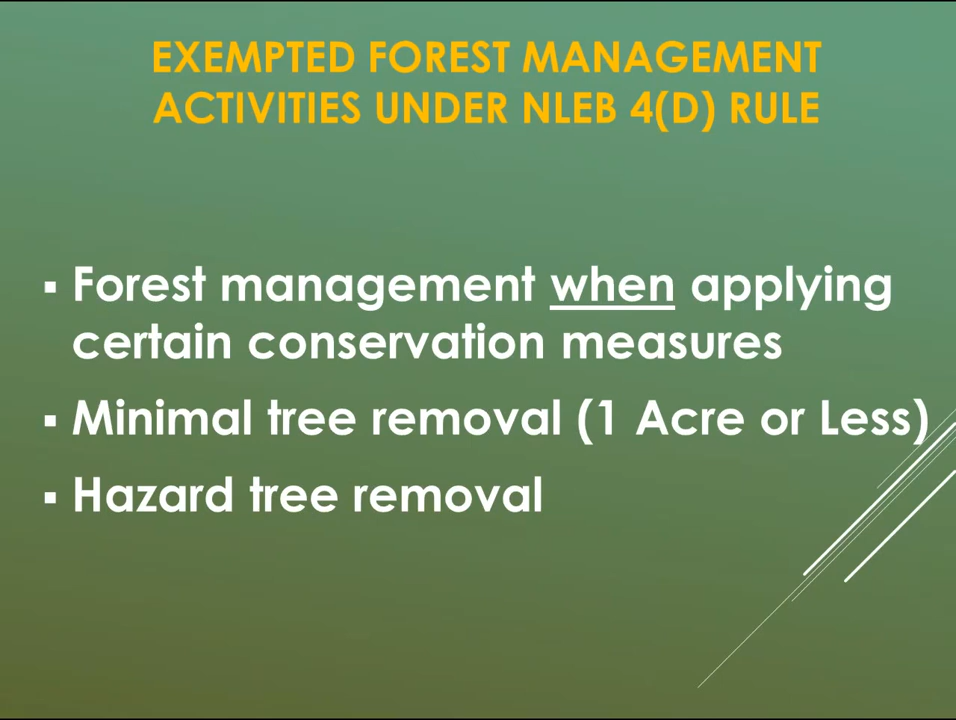 EXEMPTED FOREST MANAGEMENT
ACTIVITIES UNDER NLEB 4(D) RULE
▪ Forest management when applying
certain conservation measures
▪ Minimal tree removal (1 Acre or Less)
▪ Hazard tree removal